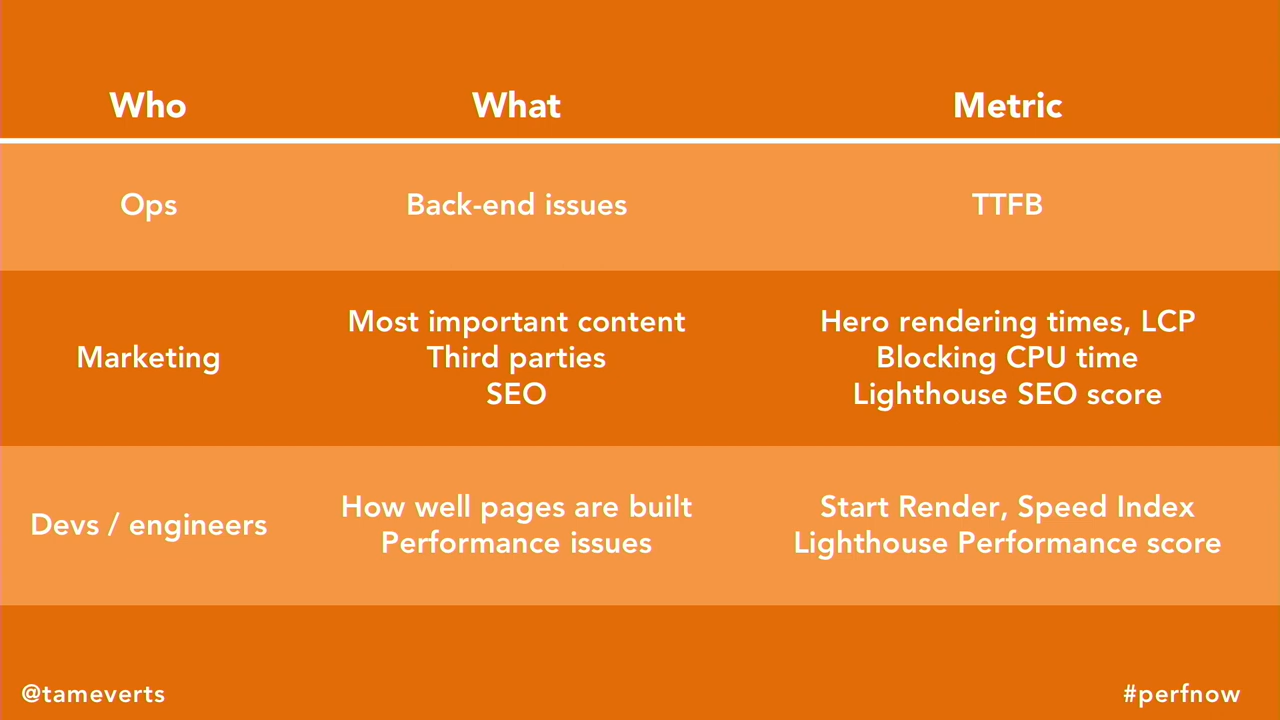 Who What Metric
Ops Back-end issues TTFB
Most important content Hero rendering times, LCP
Marketing Third parties Blocking CPU time
SEO Lighthouse SEO score
How well pages are built Start Render, Speed Index
Devs / engineers
Performance issues Lighthouse Performance score
@tameverts #perfnow